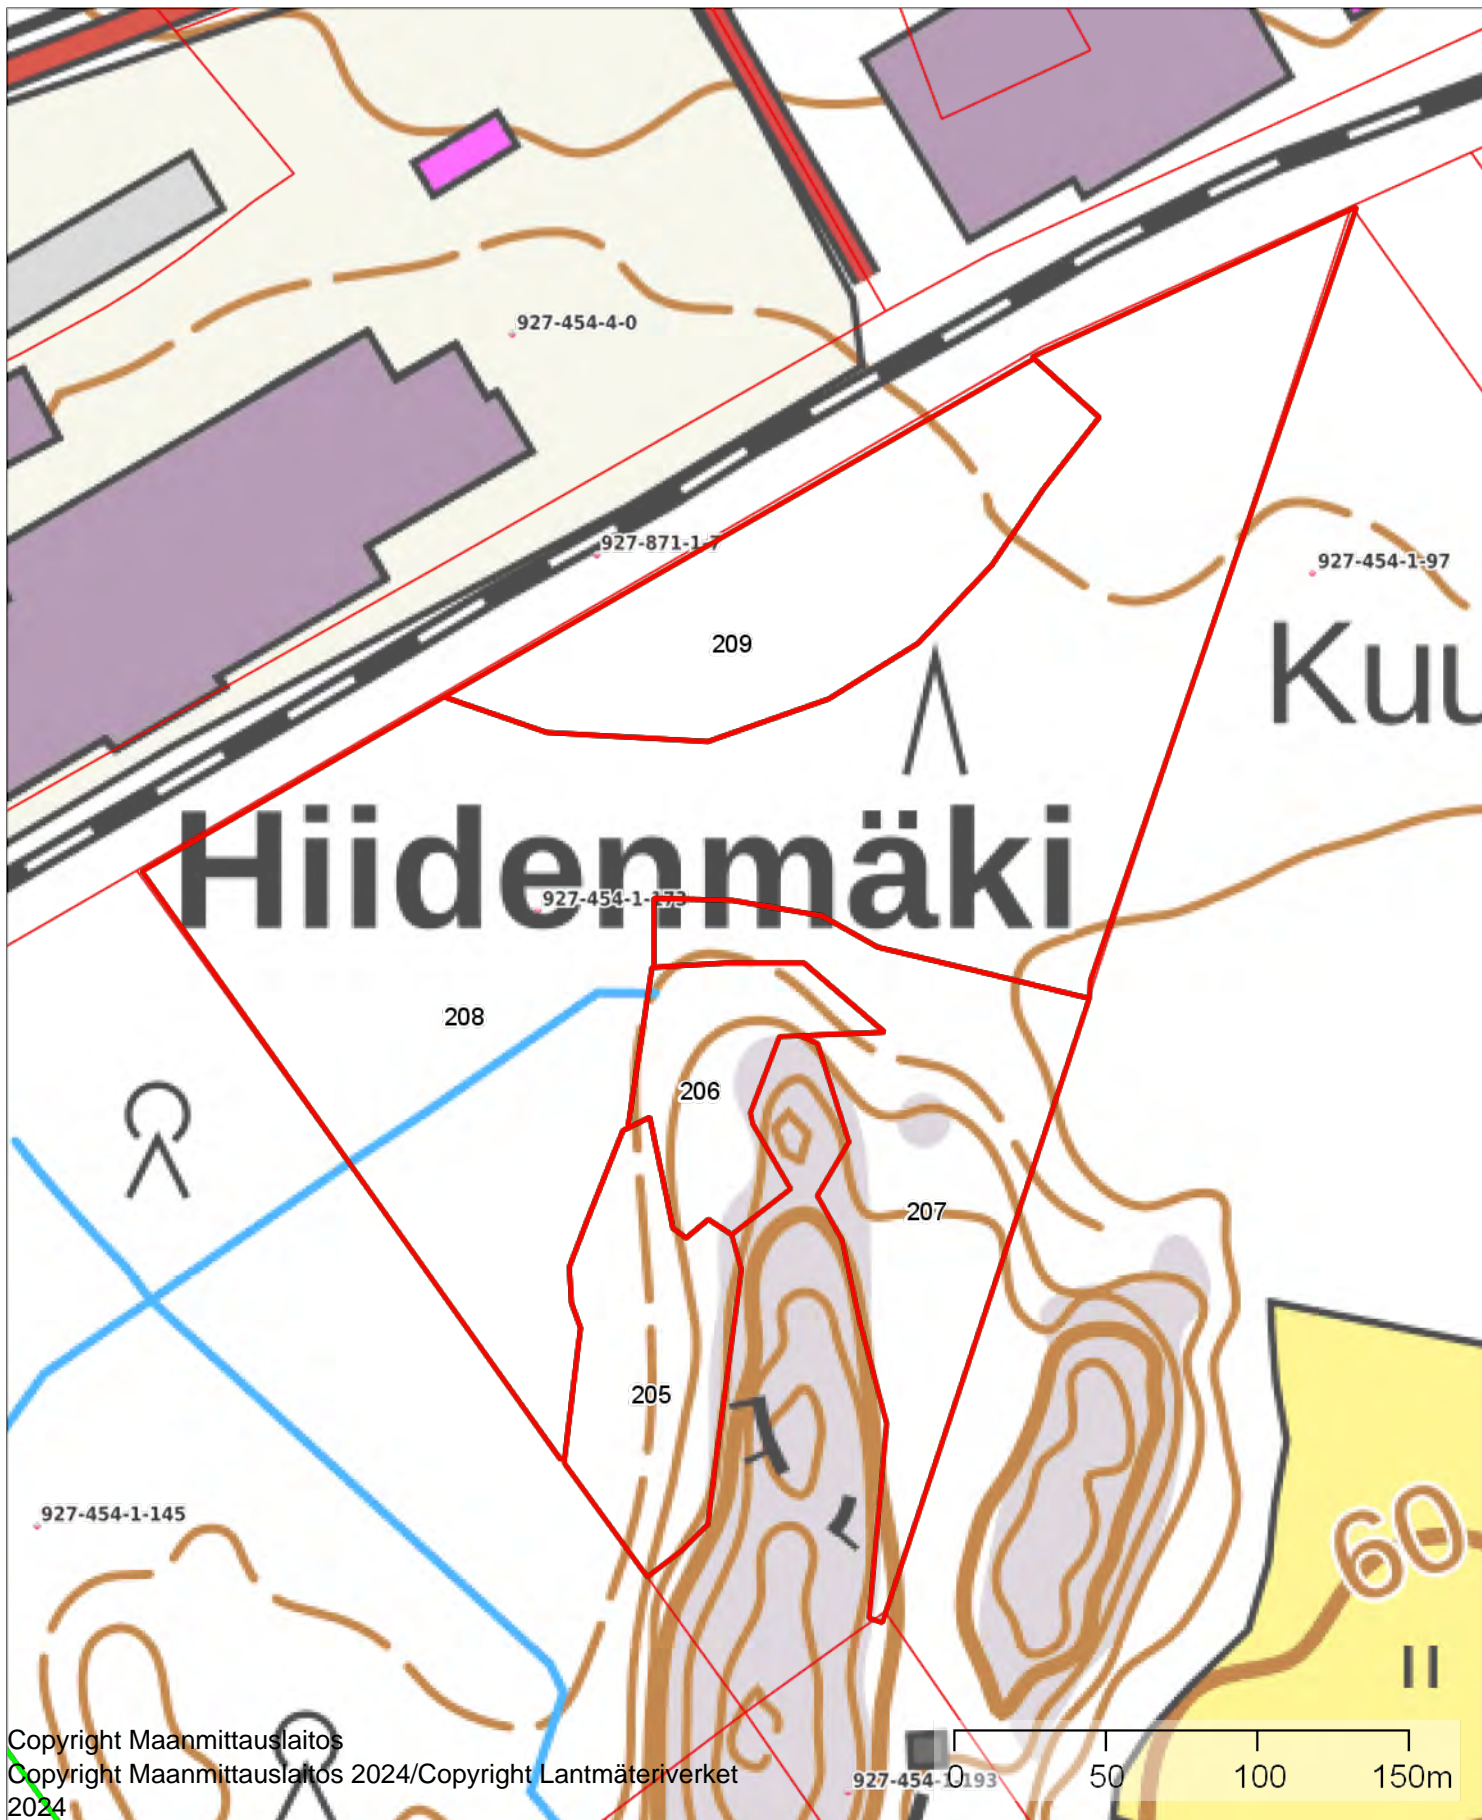 927-454-4-0
927-871-1-7
927-454-1-97
209
Kuu
Hiidenmäki
927-454-1-173
208
206
207
205
927-454-1-145
60
927-454-1-193
0 50 100 150m
Copyright Maanmittauslaitos
Copyright Maanmittauslaitos 2024/Copyright Lantmäteriverket
2024